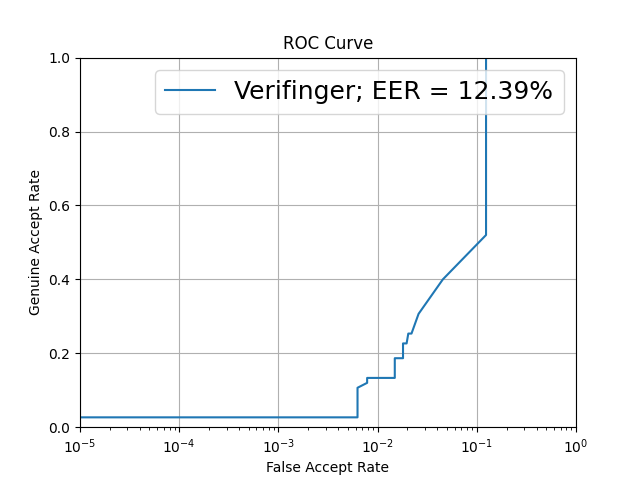 ROC Curve
Verifinger; EER = 12.39%
1.0
0.8
0.6
0.4
0.2
0.0
Genuine Accept Rate
10⁻⁵ 10⁻⁴ 10⁻³ 10⁻² 10⁻¹ 10⁰
False Accept Rate